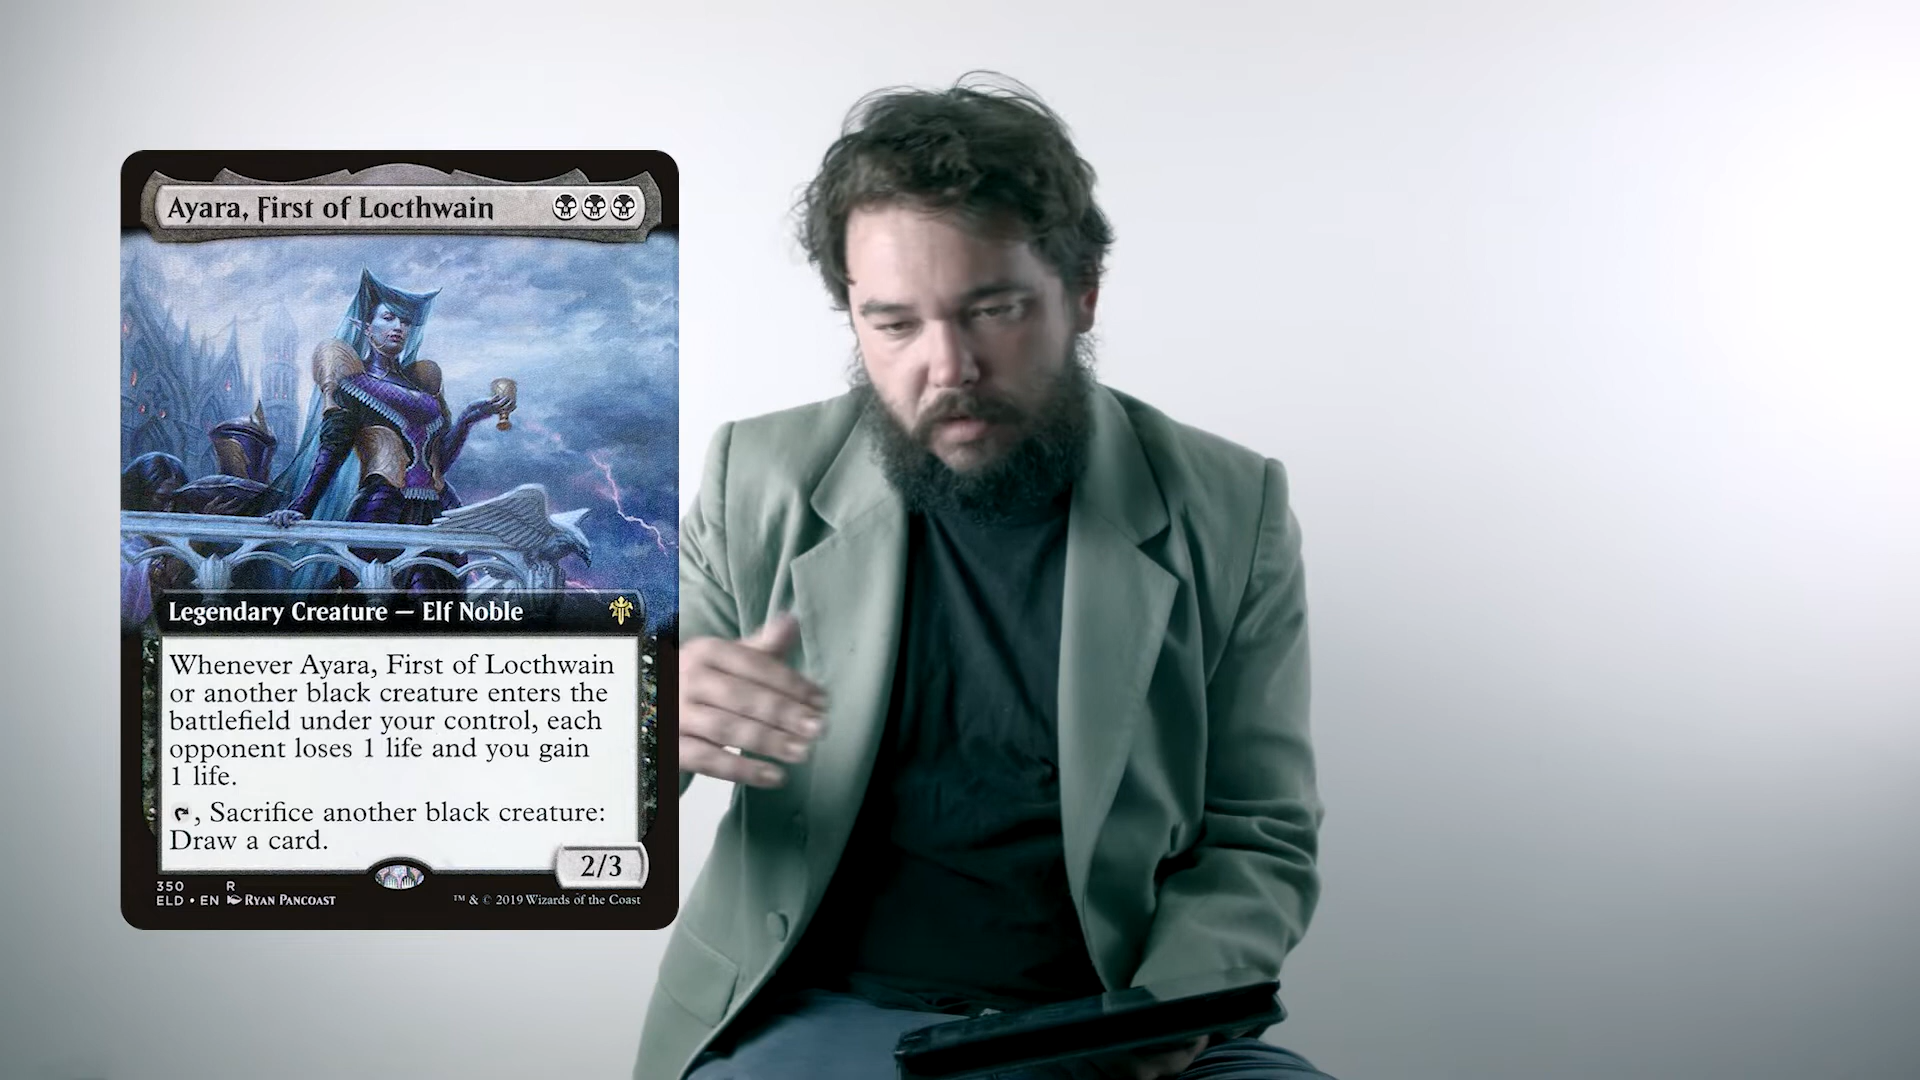 Ayara, First of Locthwain
Legendary Creature — Elf Noble
Whenever Ayara, First of Locthwain
or another black creature enters the
battlefield under your control, each
opponent loses 1 life and you gain
1 life.
, Sacrifice another black creature:
Draw a card.
2/3
350 R
ELD • EN RYAN PANCOAST
™ & © 2019 Wizards of the Coast